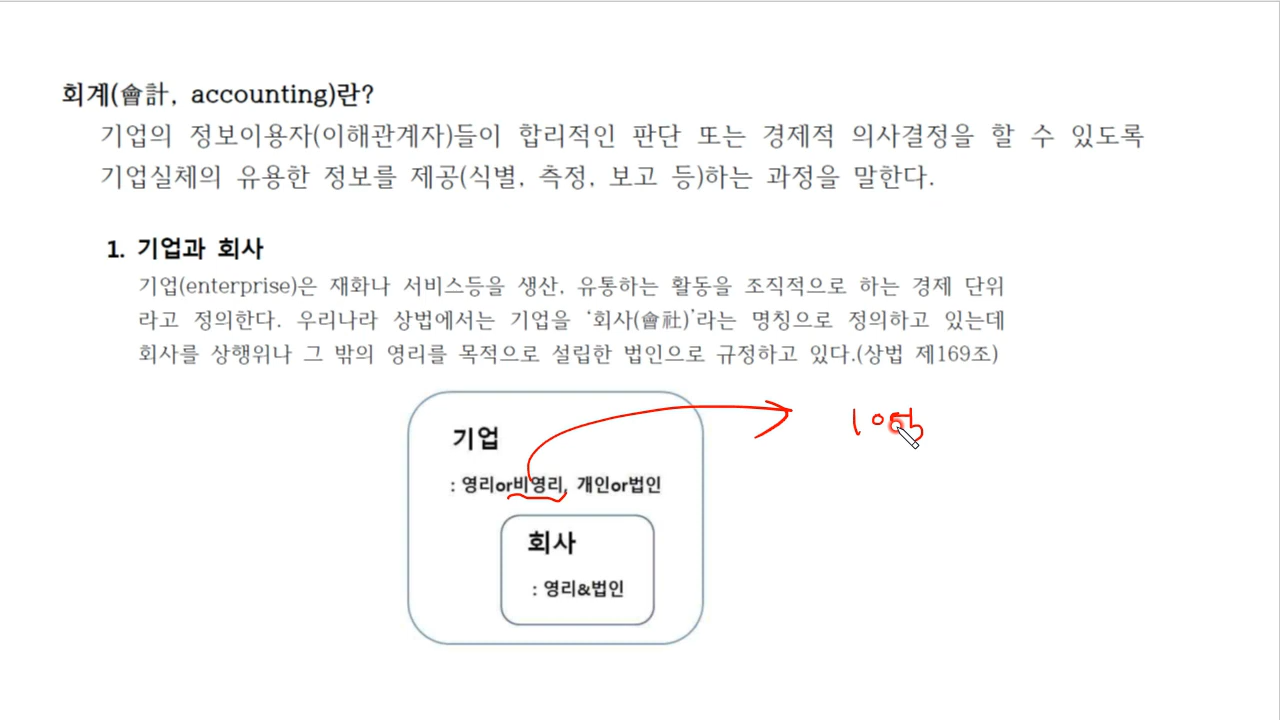 회계(會計, accounting)란?
기업의 정보이용자(이해관계자)들이 합리적인 판단 또는 경제적 의사결정을 할 수 있도록
기업실체의 유용한 정보를 제공(식별, 측정, 보고 등)하는 과정을 말한다.
1. 기업과 회사
기업(enterprise)은 재화나 서비스등을 생산, 유통하는 활동을 조직적으로 하는 경제 단위
라고 정의한다. 우리나라 상법에서는 기업을 ‘회사(會社)’라는 명칭으로 정의하고 있는데
회사를 상행위나 그 밖의 영리를 목적으로 설립한 법인으로 규정하고 있다.(상법 제169조)
기업
: 영리or비영리, 개인or법인
회사
: 영리&법인